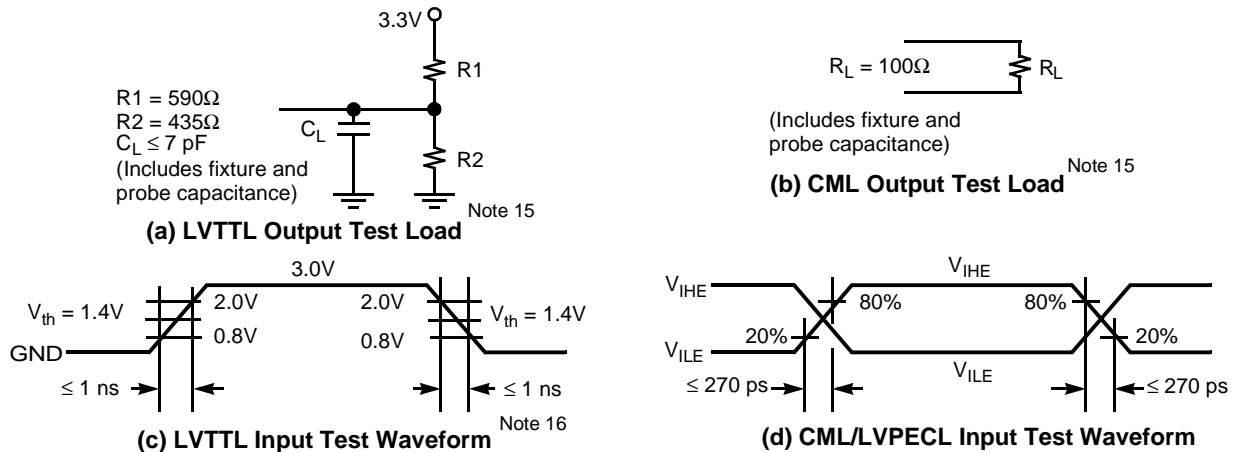 3.3V
R1
R1 = 590Ω
R2 = 435Ω
C_L ≤ 7 pF
(Includes fixture and
probe capacitance)
C_L
R2
Note 15
(a) LVTTL Output Test Load
R_L = 100Ω
R_L
(Includes fixture and
probe capacitance)
Note 15
(b) CML Output Test Load
3.0V
V_th = 1.4V
2.0V
0.8V
2.0V
0.8V
V_th = 1.4V
GND
≤ 1 ns
≤ 1 ns
Note 16
(c) LVTTL Input Test Waveform
V_IHE
V_IHE
80%
80%
20%
20%
V_ILE
V_ILE
≤ 270 ps
≤ 270 ps
(d) CML/LVPECL Input Test Waveform